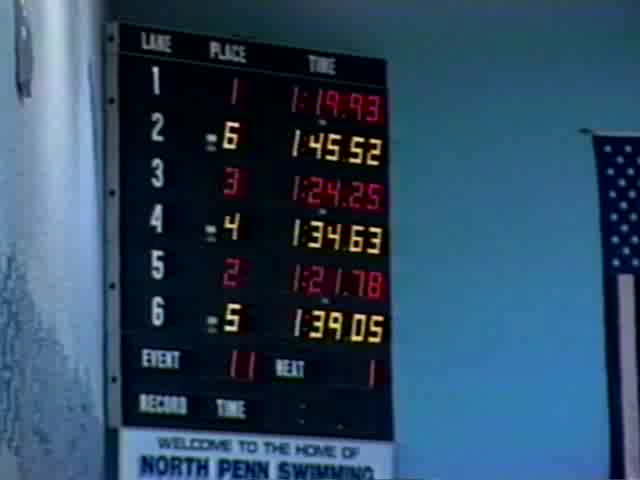 LANE PLACE TIME
1 1 1:19.93
2 6 1:45.52
3 3 1:24.25
4 4 1:34.63
5 2 1:21.78
6 5 1:39.05
EVENT 11 HEAT 1
RECORD TIME
WELCOME TO THE HOME OF
NORTH PENN SWIMMING